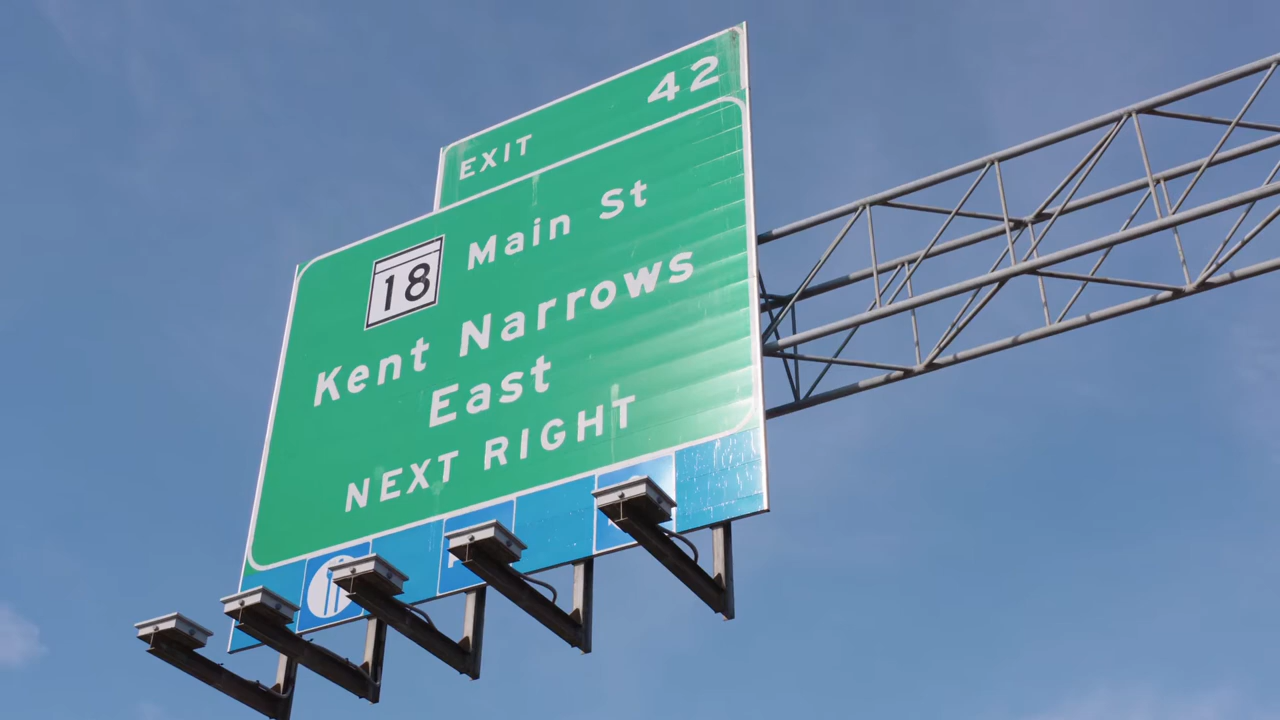 EXIT 42
18 Main St
Kent Narrows
East
NEXT RIGHT